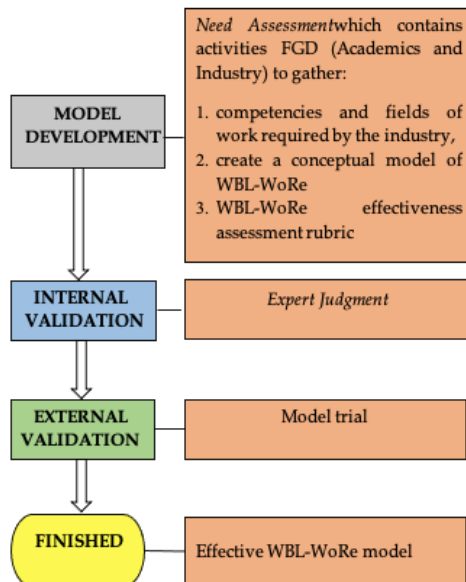 Need Assessmentwhich contains
activities FGD (Academics and
Industry) to gather:
1. competencies and fields of
work required by the industry,
2. create a conceptual model of
WBL-WoRe
3. WBL-WoRe effectiveness
assessment rubric
MODEL
DEVELOPMENT
INTERNAL
VALIDATION
Expert Judgment
EXTERNAL
VALIDATION
Model trial
FINISHED
Effective WBL-WoRe model